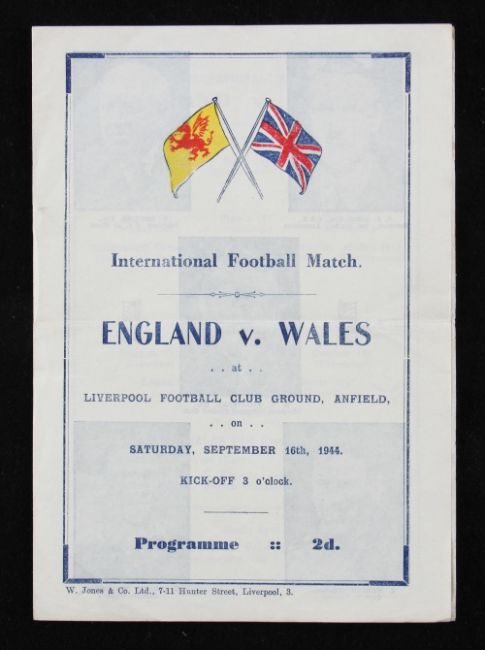 International Football Match.
ENGLAND v. WALES
. . at . .
LIVERPOOL FOOTBALL CLUB GROUND, ANFIELD,
. . on . .
SATURDAY, SEPTEMBER 16th, 1944.
KICK-OFF 3 o'clock.
Programme :: 2d.
W. Jones & Co. Ltd., 7-11 Hunter Street, Liverpool, 3.